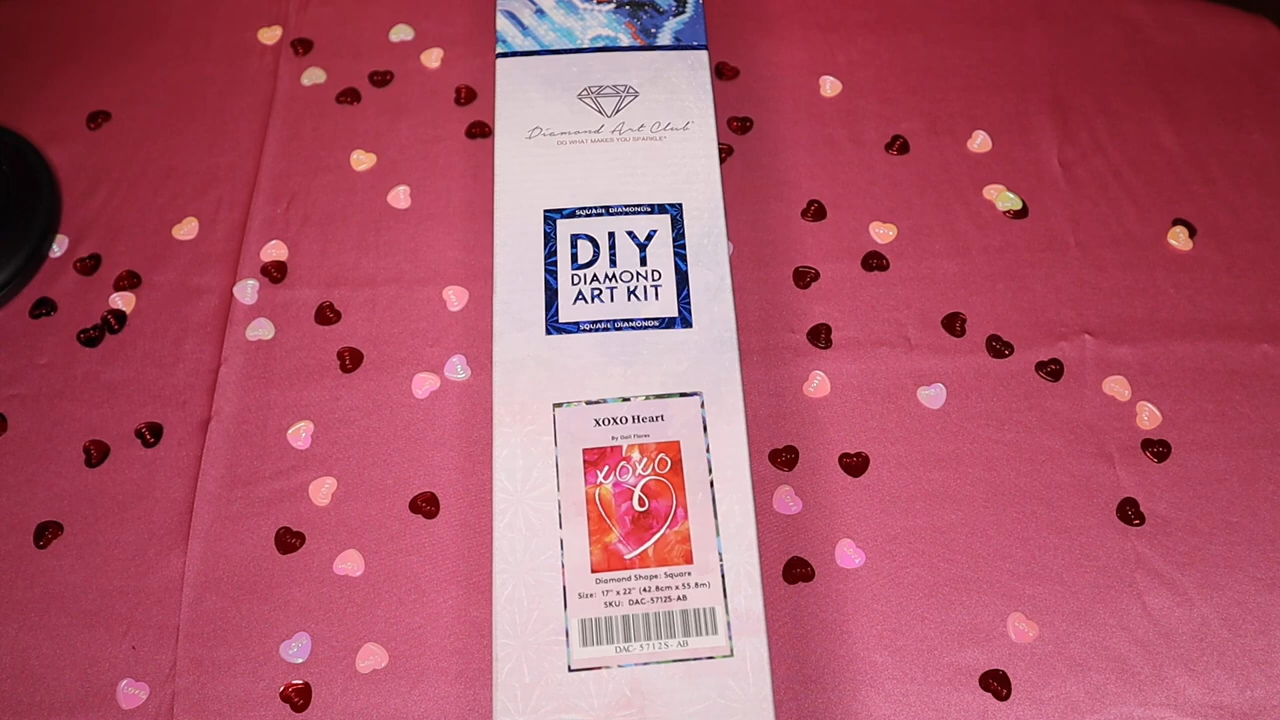 Diamond Art Club
DO WHAT MAKES YOU SPARKLE
SQUARE DIAMONDS
DIY
DIAMOND
ART KIT
SQUARE DIAMONDS
XOXO Heart
By Gail Flores
xoxo
Diamond Shape: Square
Size: 17" x 22" (42.8cm x 55.8m)
SKU: DAC-5712S-AB
DAC- 5712S- AB